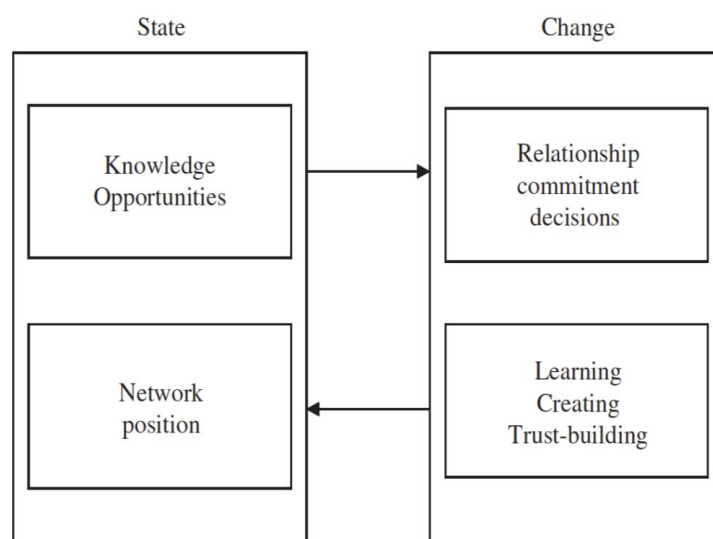 State
Change
Knowledge
Opportunities
Relationship
commitment
decisions
Network
position
Learning
Creating
Trust-building